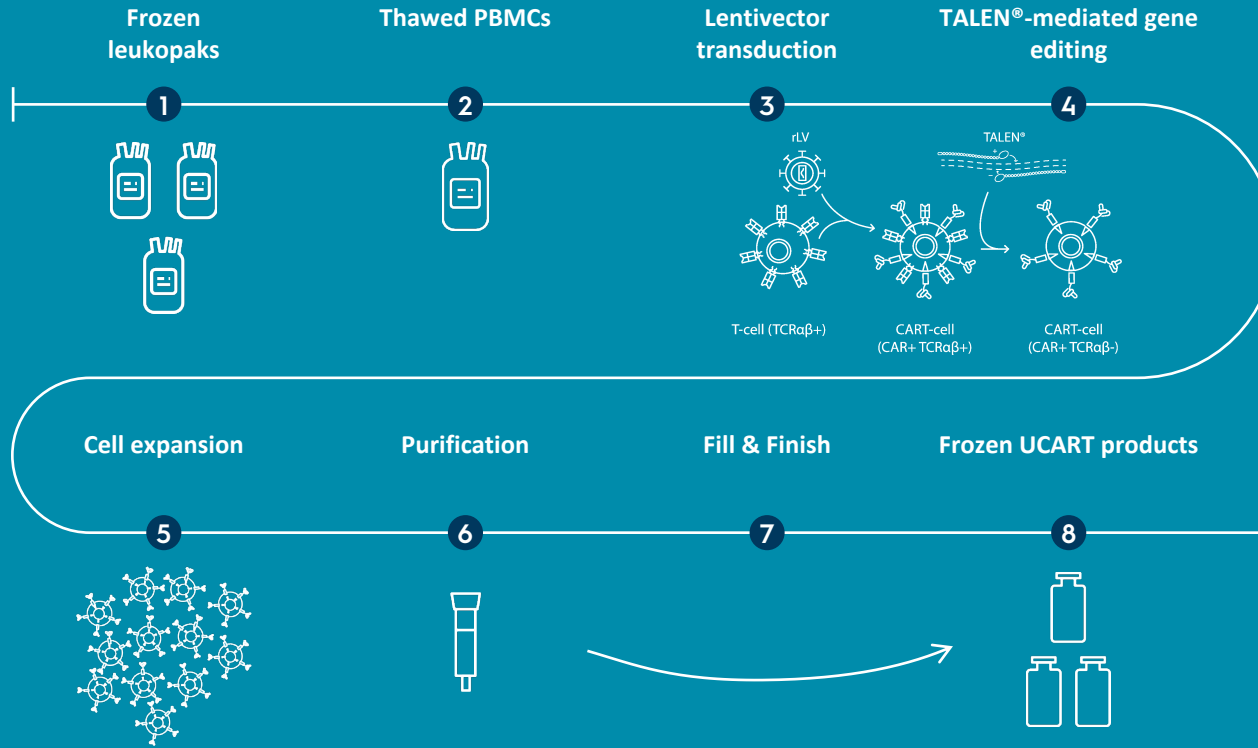 Frozen
leukopaks
Thawed PBMCs
Lentivector
transduction
TALEN®-mediated gene
editing
1
2
3
4
rLV
TALEN®
T-cell (TCRαβ+)
CART-cell
(CAR+ TCRαβ+)
CART-cell
(CAR+ TCRαβ-)
Cell expansion
Purification
Fill & Finish
Frozen UCART products
5
6
7
8